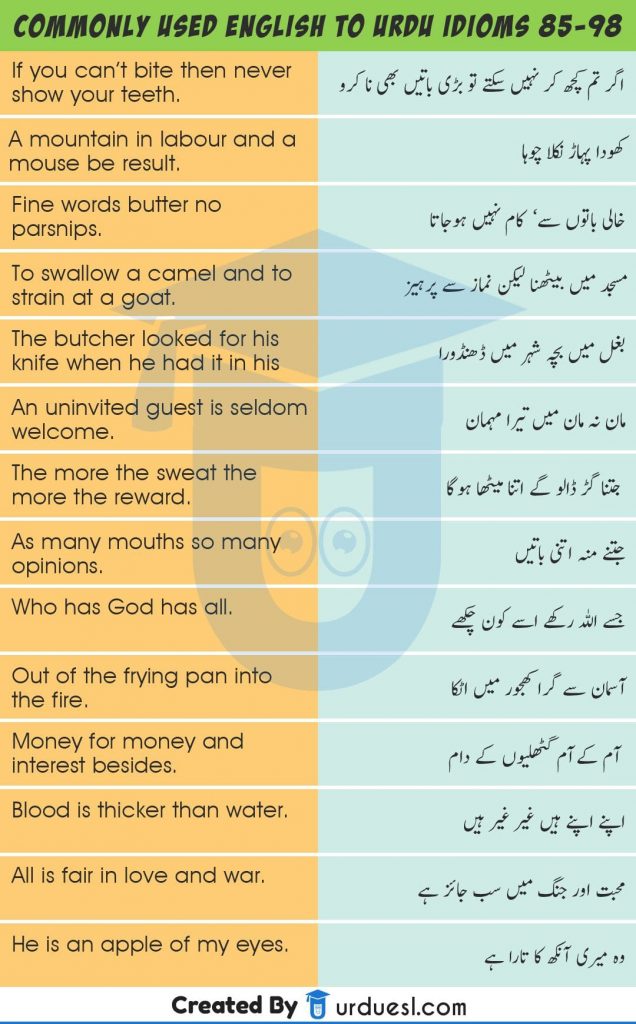 COMMONLY USED ENGLISH TO URDU IDIOMS 85-98
If you can't bite then never
show your teeth.
اگر تم کچھ کر نہیں سکتے تو بڑی باتیں بھی نا کرو
A mountain in labour and a
mouse be result.
کھودا پہاڑ نکلا چوہا
Fine words butter no
parsnips.
خالی باتوں سے، کام نہیں ہوجاتا
To swallow a camel and to
strain at a goat.
مسجد میں بیٹھنا لیکن نماز سے پرہیز
The butcher looked for his
knife when he had it in his
بغل میں بچہ شہر میں ڈھنڈورا
An uninvited guest is seldom
welcome.
مان نہ مان میں تیرا مہمان
The more the sweat the
more the reward.
جتنا گڑ ڈالو گے اتنا میٹھا ہوگا
As many mouths so many
opinions.
جتنے منہ اتنی باتیں
Who has God has all.
جسے اللہ رکھے اسے کون چکھے
Out of the frying pan into
the fire.
آسمان سے گرا کھجور میں اٹکا
Money for money and
interest besides.
آم کے آم گٹھلیوں کے دام
Blood is thicker than water.
اپنے اپنے ہیں غیر غیر ہیں
All is fair in love and war.
محبت اور جنگ میں سب جائز ہے
He is an apple of my eyes.
وہ میری آنکھ کا تارا ہے
Created By urduesl.com